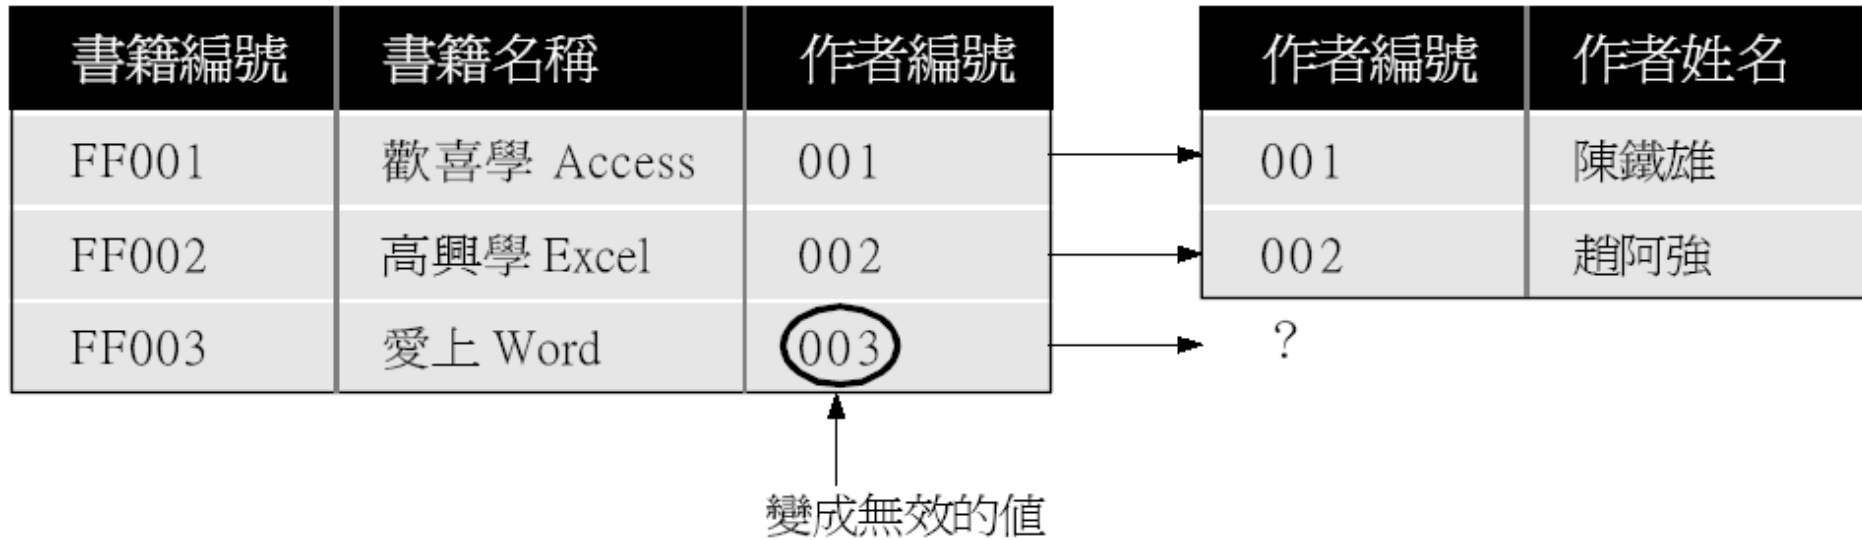 書籍編號 書籍名稱 作者編號 作者編號 作者姓名
FF001 歡喜學 Access 001 001 陳鐵雄
FF002 高興學 Excel 002 002 趙阿強
FF003 愛上 Word 003 ?
變成無效的值